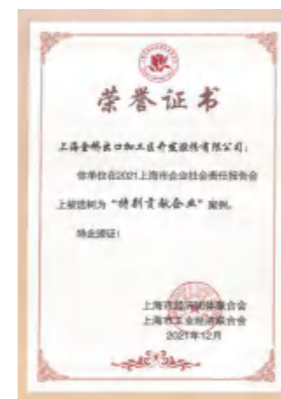 荣誉证书
上海金桥出口加工区开发股份有限公司：
你单位在2021上海市企业社会责任报告会
上被选树为“特别贡献企业”案例。
特此颁证！
上海市经济团体联合会
上海市工业经济联合会
2021年12月